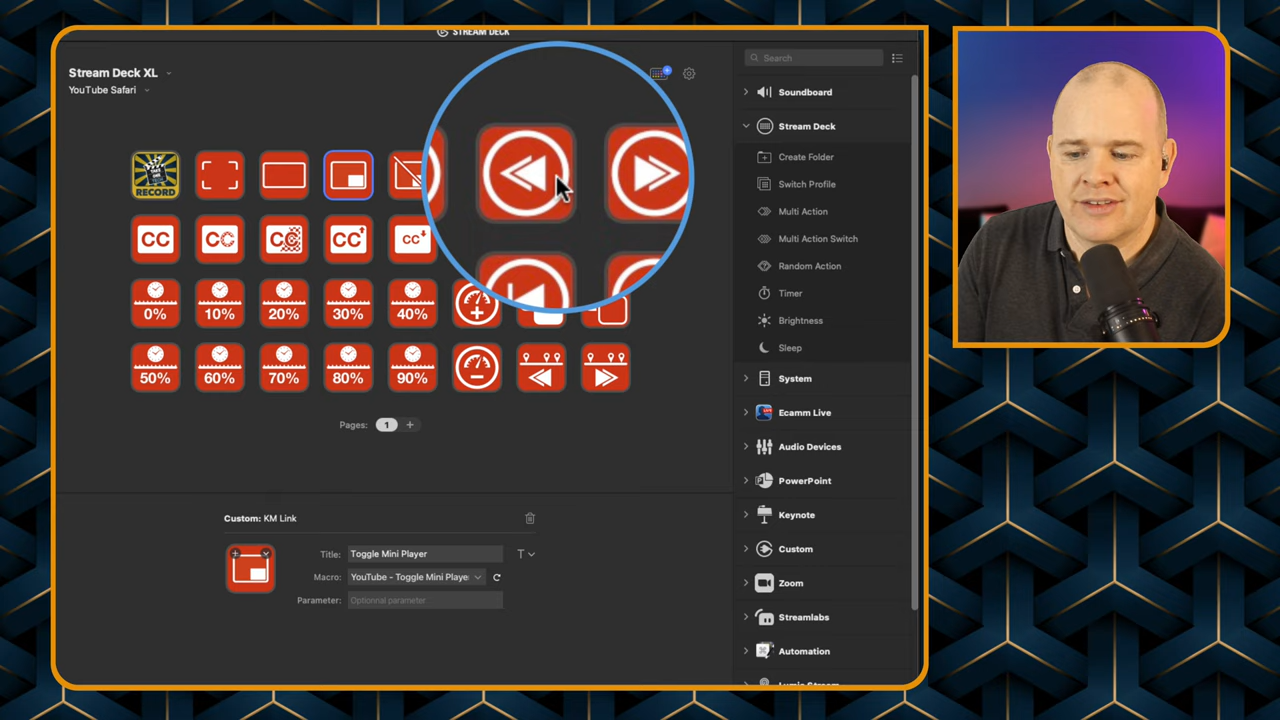 STREAM DECK
Stream Deck XL
YouTube Safari
Search
Soundboard
Stream Deck
Create Folder
Switch Profile
Multi Action
Multi Action Switch
Random Action
Timer
Brightness
Sleep
System
Ecamm Live
Audio Devices
PowerPoint
Keynote
Custom
Zoom
Streamlabs
Automation
RECORD
CC CC CC CC CC
0% 10% 20% 30% 40%
50% 60% 70% 80% 90%
Pages: 1 +
Custom: KM Link
Title: Toggle Mini Player T
Macro: YouTube - Toggle Mini Playe
Parameter: Optionnal parameter